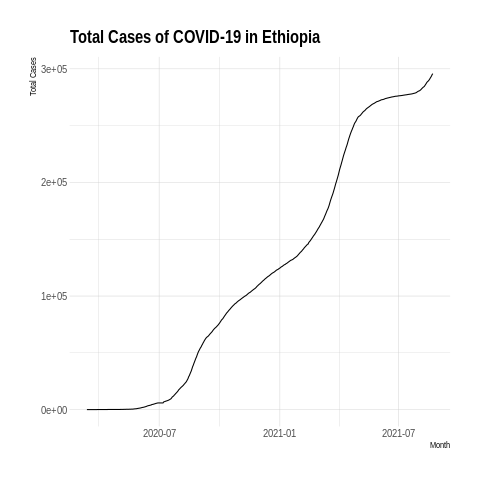 Total Cases of COVID-19 in Ethiopia
Total Cases
3e+05
2e+05
1e+05
0e+00
2020-07
2021-01
2021-07
Month